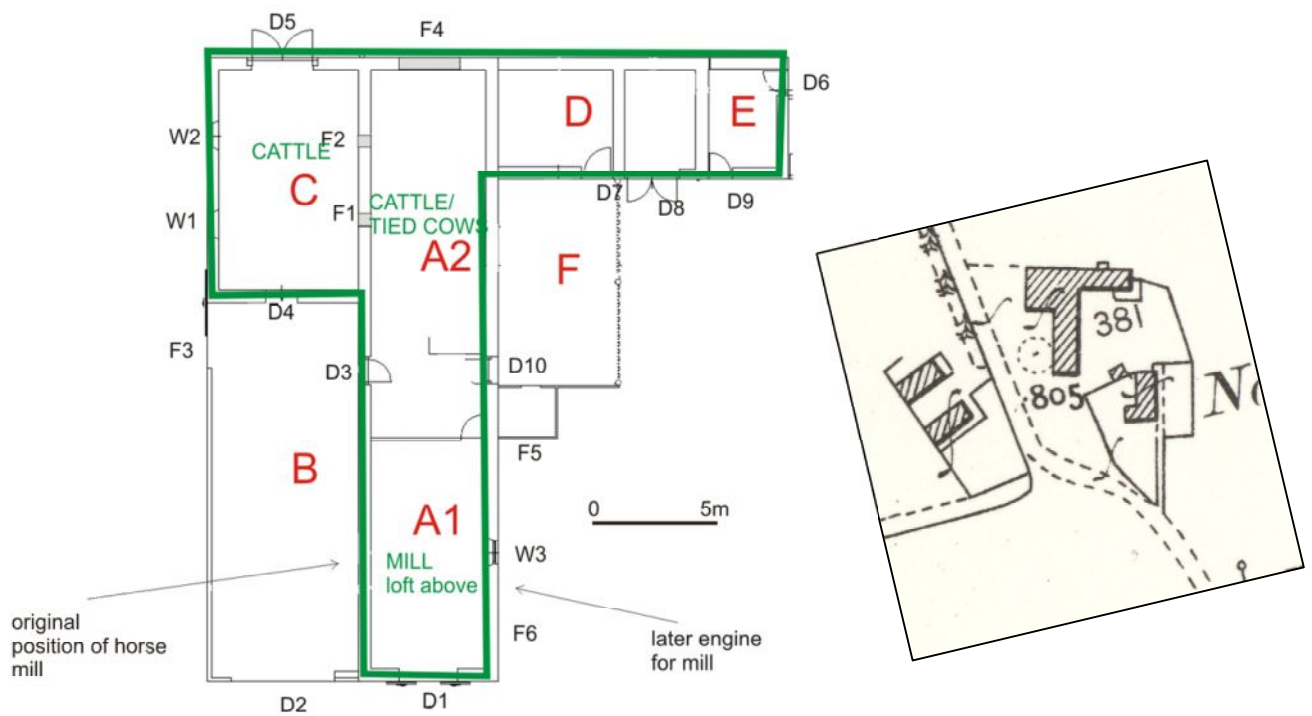 D5
F4
D6
W2
F2
D
E
CATTLE
C
CATTLE/
TIED COWS
D7
D8
D9
W1
F1
A2
F
D4
F3
D3
D10
B
F5
A1
0
5m
MILL
loft above
W3
original
position of horse
mill
F6
later engine
for mill
D2
D1
381
.805